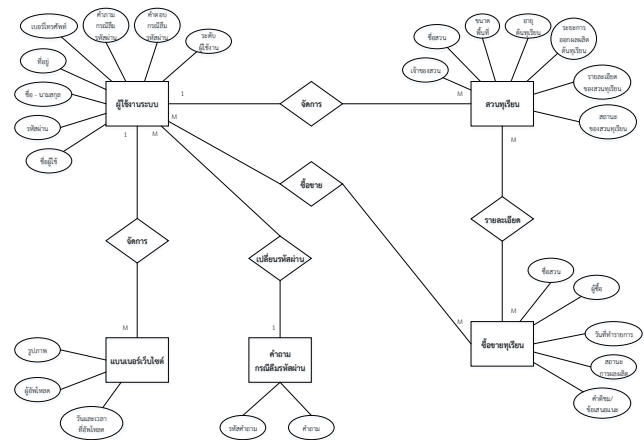 เบอร์โทรศัพท์
คำถาม
กรณีลืม
รหัสผ่าน
คำตอบ
กรณีลืม
รหัสผ่าน
ระดับ
ผู้ใช้งาน
ที่อยู่
ชื่อ - นามสกุล
รหัสผ่าน
ชื่อผู้ใช้
ผู้ใช้งานระบบ
1
จัดการ
M
ชื่อสวน
ขนาด
พื้นที่
อายุ
ต้นทุเรียน
ระยะการ
ออกผลผลิต
ต้นทุเรียน
เจ้าของสวน
รายละเอียด
ของสวนทุเรียน
สถานะ
ของสวนทุเรียน
สวนทุเรียน
M
1
M
M
ซื้อขาย
จัดการ
เปลี่ยนรหัสผ่าน
รายละเอียด
M
1
M
M
ชื่อสวน
ผู้ซื้อ
วันที่ทำรายการ
สถานะ
การผลผลิต
คำติชม/
ข้อเสนอแนะ
ซื้อขายทุเรียน
รูปภาพ
ผู้อัพโหลด
วันและเวลา
ที่อัพโหลด
แบนเนอร์เว็บไซต์
คำถาม
กรณีลืมรหัสผ่าน
รหัสคำถาม
คำถาม